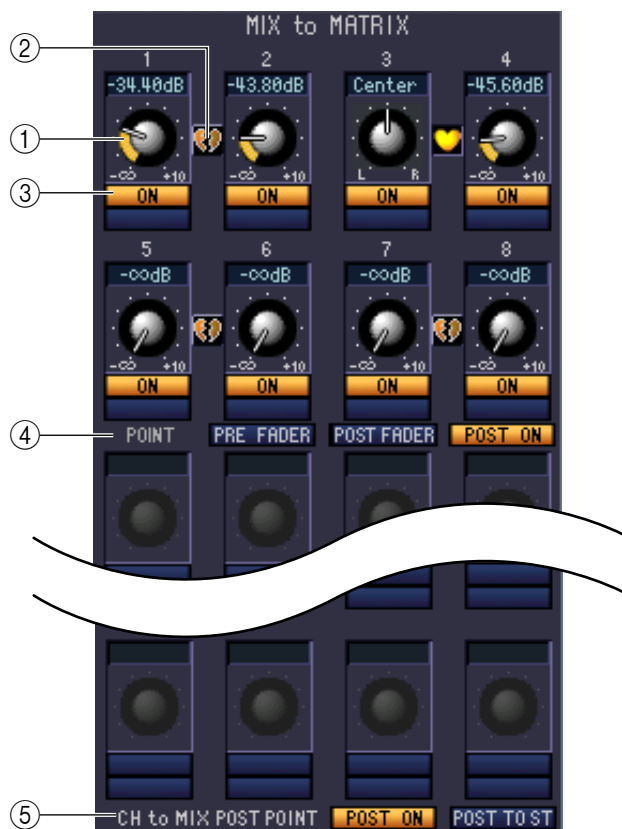 MIX to MATRIX
②
1 2 3 4
-34.40dB -43.80dB Center -45.60dB
①
-∞ +10 -∞ +10 L R -∞ +10
③ ON ON ON ON
5 6 7 8
-∞dB -∞dB -∞dB -∞dB
-∞ +10 -∞ +10 -∞ +10 -∞ +10
ON ON ON ON
④ POINT PRE FADER POST FADER POST ON
⑤ CH to MIX POST POINT POST ON POST TO ST